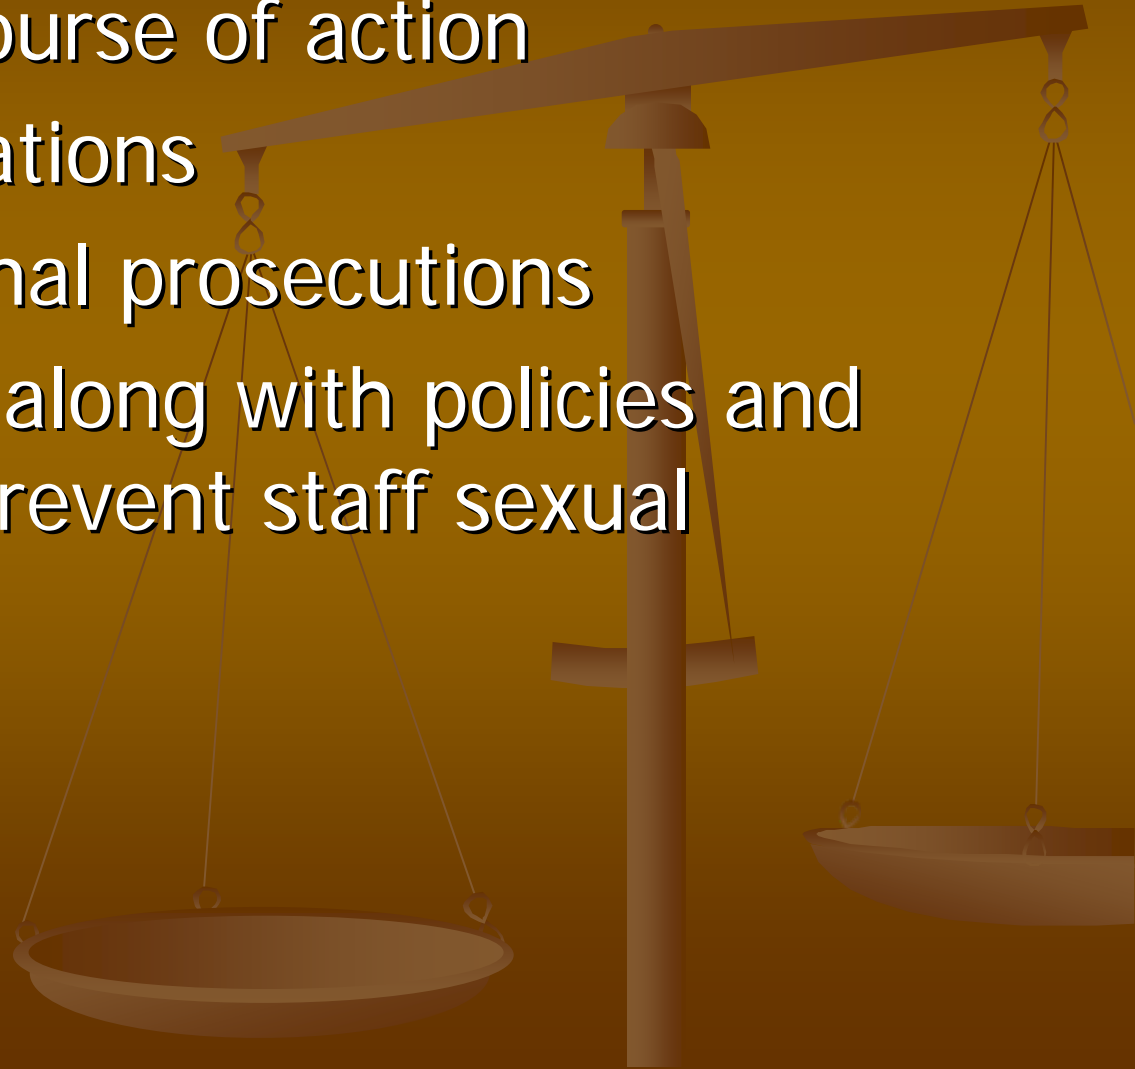 ourse of action
ations
nal prosecutions
along with policies and
revent staff sexual